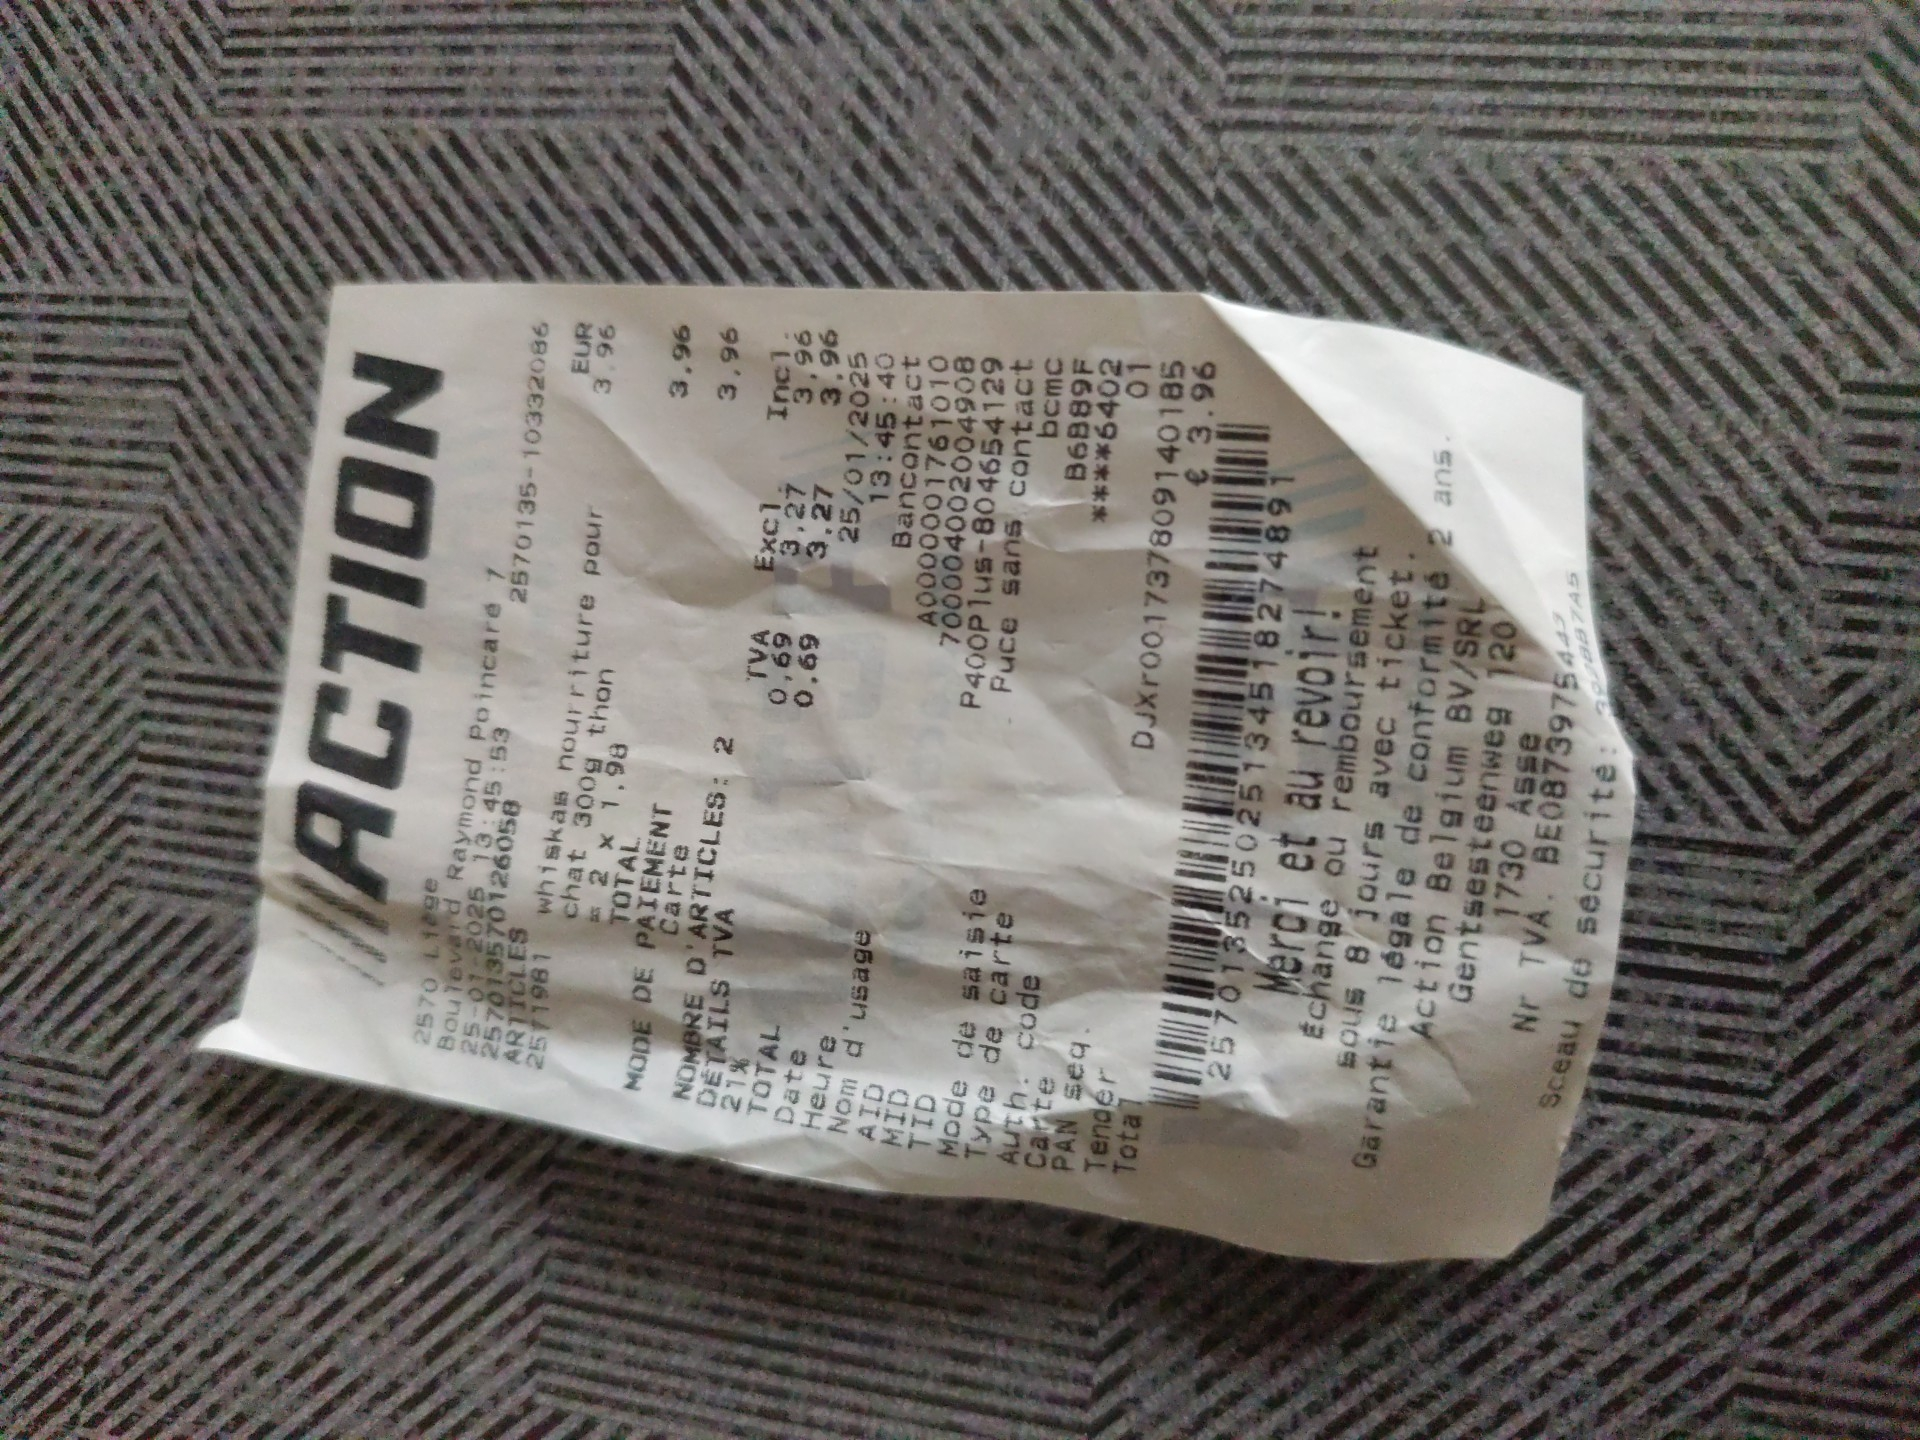 ACTION
2570 Liège
Boulevard Raymond Poincaré 7
25-01-2025 13:45:53 2570135-10332086
257013570126058
ARTICLES EUR
2571981 whiskas nourriture pour 3.96
chat 300g thon
= 2 x 1.98
TOTAL 3.96
MODE DE PAIEMENT
Carte 3.96
NOMBRE D'ARTICLES: 2
DÉTAILS TVA TVA Excl. Incl.
21% 0,69 3,27 3,96
TOTAL 0.69 3.27 3.96
Date 25/01/2025
Heure 13:45:40
Nom d'usage Bancontact
AID A0000001761010
MID 700004002004908
TID P400Plus-804654129
Mode de saisie Puce sans contact
Type de carte bcmc
Auth. code B6B89F
Carte ****6402
PAN seq. 01
Tender DJXr001737809140185
Total € 3.96
2570135250251345182774891
Merci et au revoir!
Échange ou remboursement
sous 8 jours avec ticket.
Garantie légale de conformité 2 ans.
Action Belgium BV/SRL
Gentsesteenweg 120
1730 Asse
Nr TVA. BE0873975443
Sceau de sécurité: